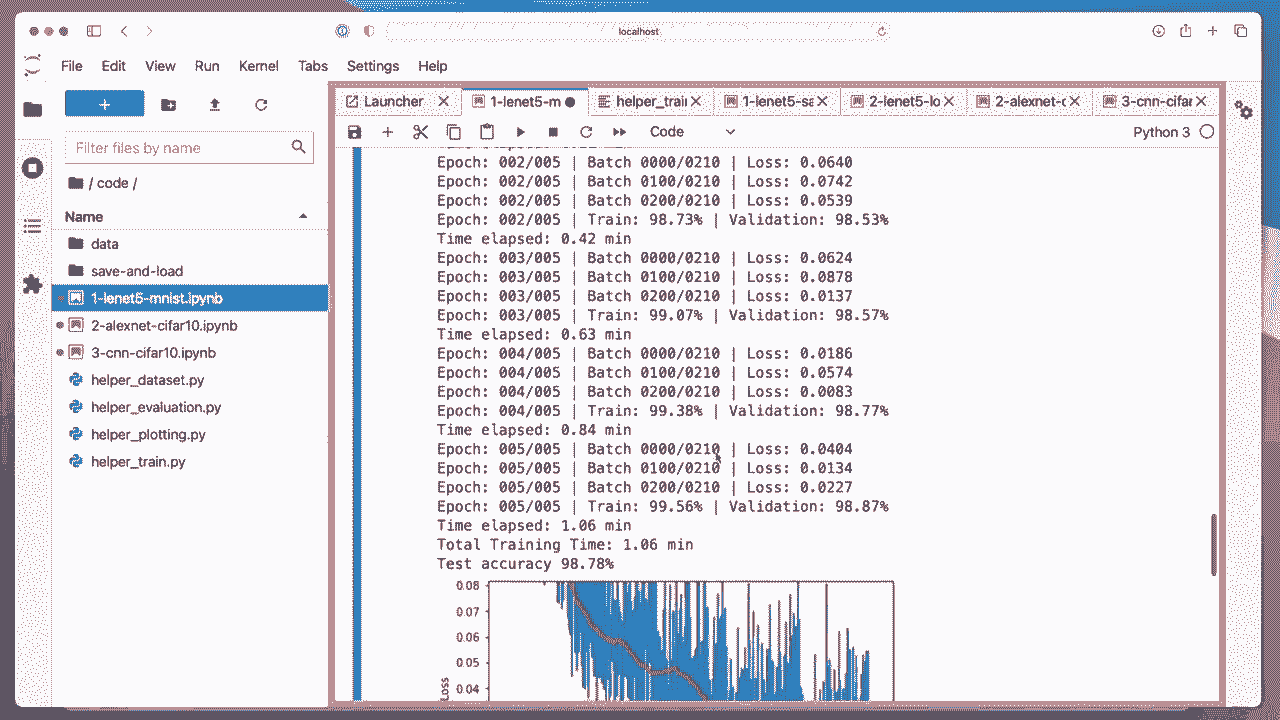 localhost
File Edit View Run Kernel Tabs Settings Help
Launcher 1-lenet5-m helper_train 1-lenet5-sa 2-lenet5-lo 2-alexnet-c 3-cnn-cifar
Code Python 3
Filter files by name
/ code /
Name
data
save-and-load
1-lenet5-mnist.ipynb
2-alexnet-cifar10.ipynb
3-cnn-cifar10.ipynb
helper_dataset.py
helper_evaluation.py
helper_plotting.py
helper_train.py
Epoch: 002/005 | Batch 0000/0210 | Loss: 0.0640
Epoch: 002/005 | Batch 0100/0210 | Loss: 0.0742
Epoch: 002/005 | Batch 0200/0210 | Loss: 0.0539
Epoch: 002/005 | Train: 98.73% | Validation: 98.53%
Time elapsed: 0.42 min
Epoch: 003/005 | Batch 0000/0210 | Loss: 0.0624
Epoch: 003/005 | Batch 0100/0210 | Loss: 0.0878
Epoch: 003/005 | Batch 0200/0210 | Loss: 0.0137
Epoch: 003/005 | Train: 99.07% | Validation: 98.57%
Time elapsed: 0.63 min
Epoch: 004/005 | Batch 0000/0210 | Loss: 0.0186
Epoch: 004/005 | Batch 0100/0210 | Loss: 0.0574
Epoch: 004/005 | Batch 0200/0210 | Loss: 0.0083
Epoch: 004/005 | Train: 99.38% | Validation: 98.77%
Time elapsed: 0.84 min
Epoch: 005/005 | Batch 0000/0210 | Loss: 0.0404
Epoch: 005/005 | Batch 0100/0210 | Loss: 0.0134
Epoch: 005/005 | Batch 0200/0210 | Loss: 0.0227
Epoch: 005/005 | Train: 99.56% | Validation: 98.87%
Time elapsed: 1.06 min
Total Training Time: 1.06 min
Test accuracy 98.78%
0.08
0.07
0.06
0.05
0.04